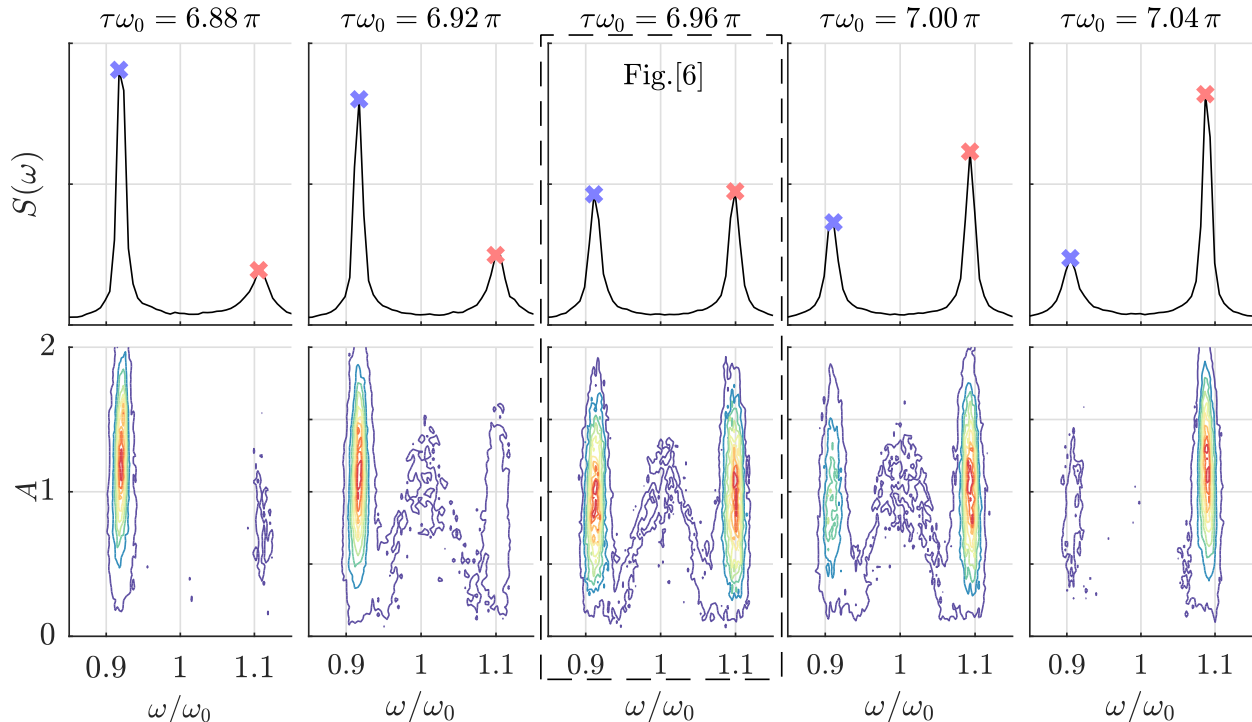 τω₀ = 6.88 π τω₀ = 6.92 π τω₀ = 6.96 π τω₀ = 7.00 π τω₀ = 7.04 π
Fig.[6]
S(ω)
2
A
1
0
0.9 1 1.1 0.9 1 1.1 0.9 1 1.1 0.9 1 1.1 0.9 1 1.1
ω/ω₀ ω/ω₀ ω/ω₀ ω/ω₀ ω/ω₀